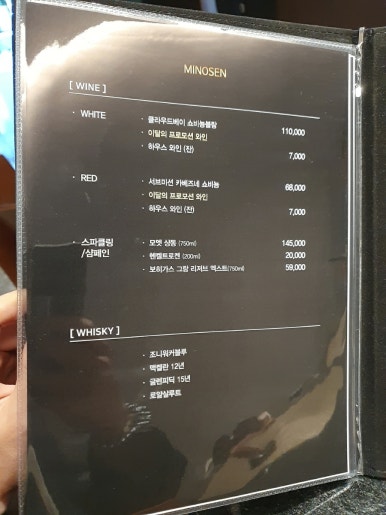 MINOSEN
[ WINE ]
· WHITE
· 클라우드베이 쇼비뇽블랑 110,000
· 이달의 프로모션 와인
· 하우스 와인 (잔) 7,000
· RED
· 서브미션 카베즈네 쇼비뇽 68,000
· 이달의 프로모션 와인
· 하우스 와인 (잔) 7,000
· 스파클링
/샴페인
· 모엣 샹동 (750ml) 145,000
· 헨켈트로켄 (200ml) 20,000
· 보히가스 그랑 리저브 엑스트(750ml) 59,000
[ WHISKY ]
· 조니워커블루
· 맥켈란 12년
· 글렌피딕 15년
· 로얄살루트